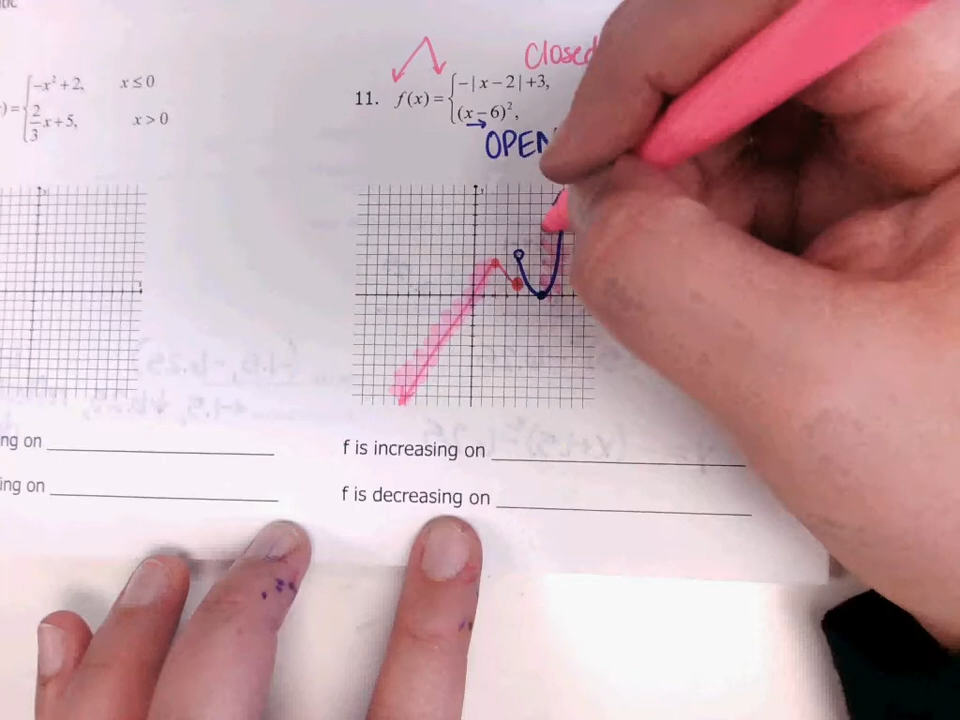 -x² + 2, x ≤ 0
2/3 x + 5, x > 0
Closed
11. f(x) = { -|x - 2| + 3,
(x - 6)²,
OPEN
ng on
ing on
f is increasing on
f is decreasing on